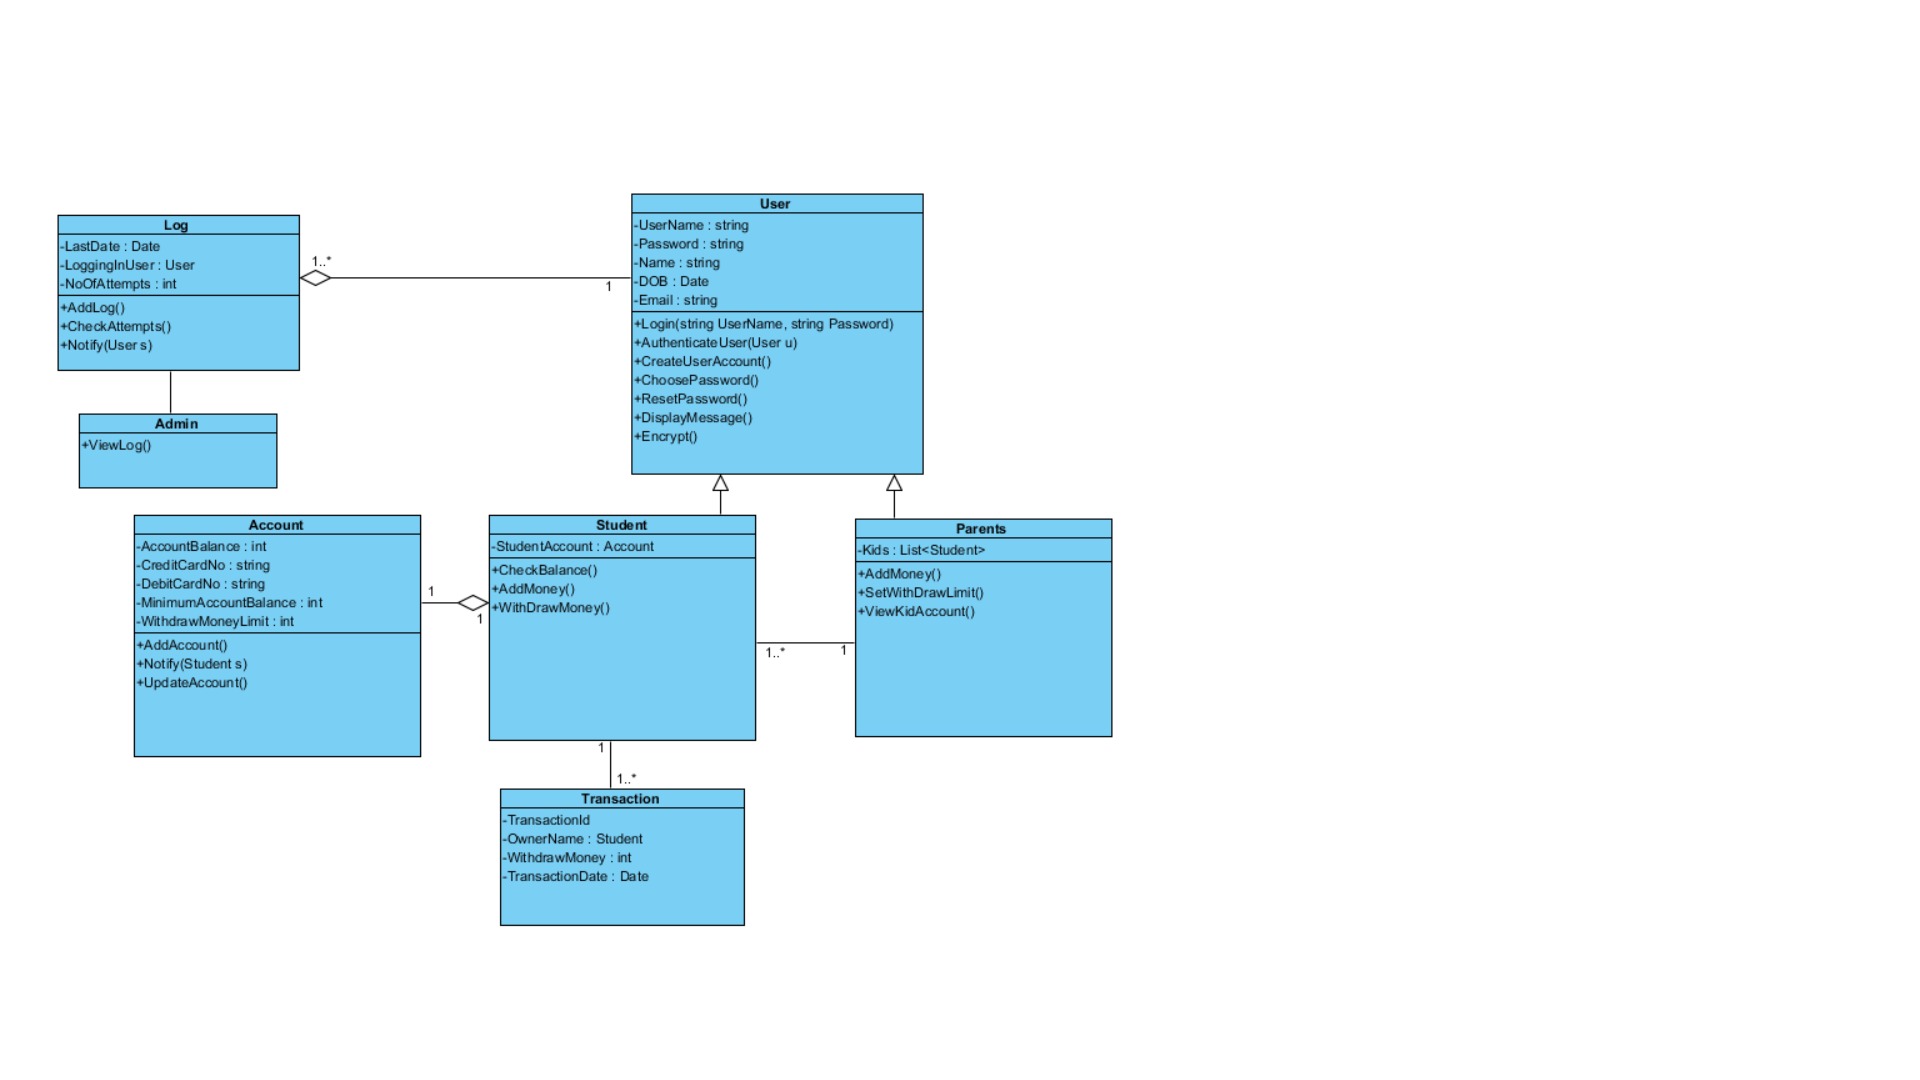 Log
-LastDate : Date
-LoggingInUser : User
-NoOfAttempts : int
+AddLog()
+CheckAttempts()
+Notify(User s)
1..*
1
User
-UserName : string
-Password : string
-Name : string
-DOB : Date
-Email : string
+Login(string UserName, string Password)
+AuthenticateUser(User u)
+CreateUserAccount()
+ChoosePassword()
+ResetPassword()
+DisplayMessage()
+Encrypt()
Admin
+ViewLog()
Account
-AccountBalance : int
-CreditCardNo : string
-DebitCardNo : string
-MinimumAccountBalance : int
-WithdrawMoneyLimit : int
+AddAccount()
+Notify(Student s)
+UpdateAccount()
1
1
Student
-StudentAccount : Account
+CheckBalance()
+AddMoney()
+WithDrawMoney()
1..*
1
Parents
-Kids : List<Student>
+AddMoney()
+SetWithDrawLimit()
+ViewKidAccount()
1
1..*
Transaction
-TransactionId
-OwnerName : Student
-WithdrawMoney : int
-TransactionDate : Date